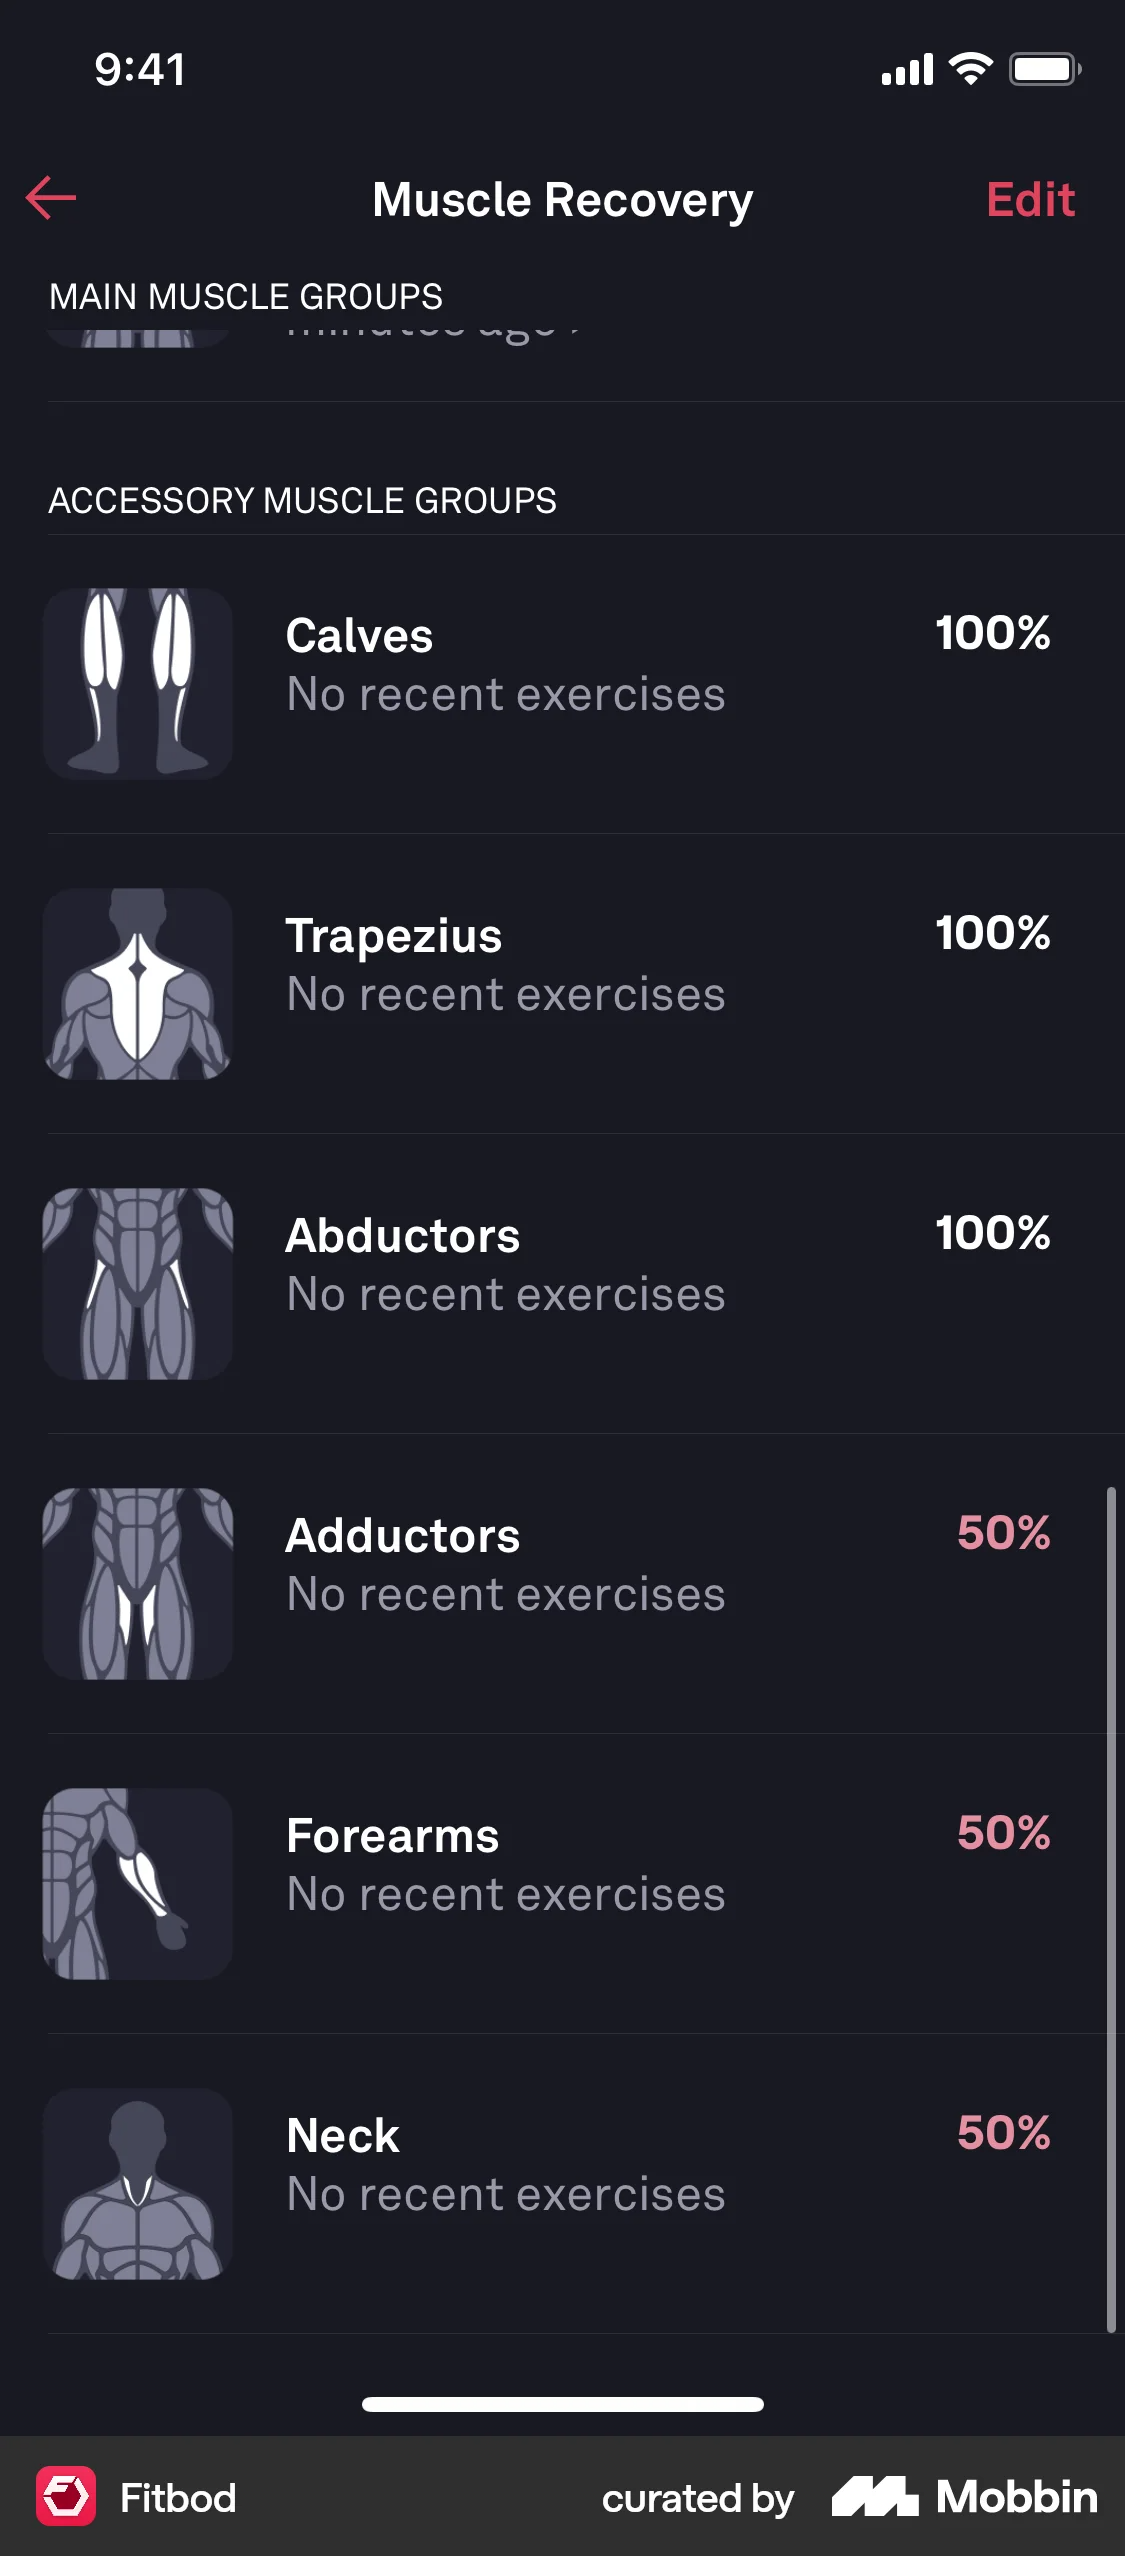 9:41
Muscle Recovery
Edit
MAIN MUSCLE GROUPS
minutes ago
ACCESSORY MUSCLE GROUPS
Calves
100%
No recent exercises
Trapezius
100%
No recent exercises
Abductors
100%
No recent exercises
Adductors
50%
No recent exercises
Forearms
50%
No recent exercises
Neck
50%
No recent exercises
Fitbod
curated by
Mobbin